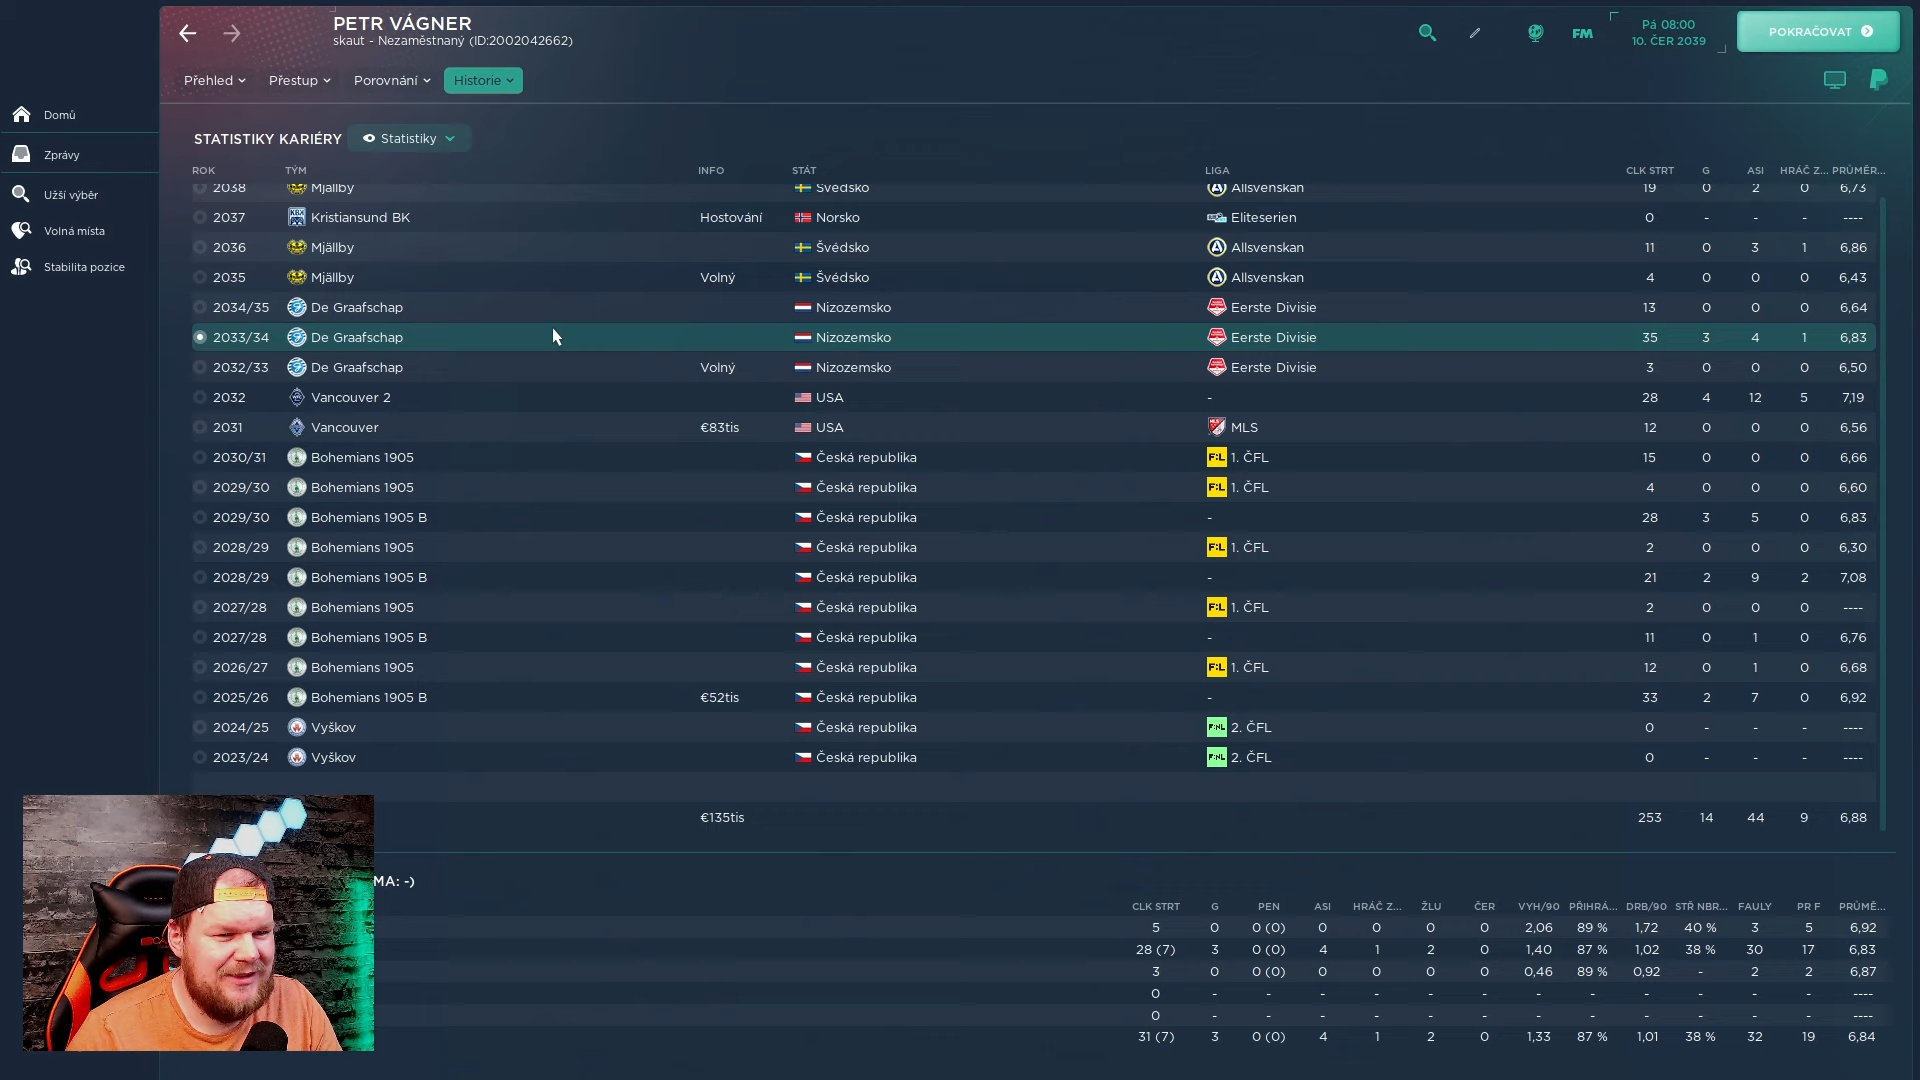 PETR VÁGNER
skaut - Nezaměstnaný (ID:2002042662)
FM
Pá 08:00
10. ČER 2039
POKRAČOVAT
Přehled
Přestup
Porovnání
Historie
Domů
Zprávy
Užší výběr
Volná místa
Stabilita pozice
STATISTIKY KARIÉRY
Statistiky
ROK TÝM INFO STÁT LIGA CLK STRT G ASI HRÁČ Z... PRŮMĚR...
2038 Mjällby Švédsko Allsvenskan 19 0 2 0 6,73
2037 Kristiansund BK Hostování Norsko Eliteserien 0 - - - ----
2036 Mjällby Švédsko Allsvenskan 11 0 3 1 6,86
2035 Mjällby Volný Švédsko Allsvenskan 4 0 0 0 6,43
2034/35 De Graafschap Nizozemsko Eerste Divisie 13 0 0 0 6,64
2033/34 De Graafschap Nizozemsko Eerste Divisie 35 3 4 1 6,83
2032/33 De Graafschap Volný Nizozemsko Eerste Divisie 3 0 0 0 6,50
2032 Vancouver 2 USA - 28 4 12 5 7,19
2031 Vancouver €83tis USA MLS 12 0 0 0 6,56
2030/31 Bohemians 1905 Česká republika F:L 1. ČFL 15 0 0 0 6,66
2029/30 Bohemians 1905 Česká republika F:L 1. ČFL 4 0 0 0 6,60
2029/30 Bohemians 1905 B Česká republika - 28 3 5 0 6,83
2028/29 Bohemians 1905 Česká republika F:L 1. ČFL 2 0 0 0 6,30
2028/29 Bohemians 1905 B Česká republika - 21 2 9 2 7,08
2027/28 Bohemians 1905 Česká republika F:L 1. ČFL 2 0 0 0 ----
2027/28 Bohemians 1905 B Česká republika - 11 0 1 0 6,76
2026/27 Bohemians 1905 Česká republika F:L 1. ČFL 12 0 1 0 6,68
2025/26 Bohemians 1905 B €52tis Česká republika - 33 2 7 0 6,92
2024/25 Vyškov Česká republika F:NL 2. ČFL 0 - - - ----
2023/24 Vyškov Česká republika F:NL 2. ČFL 0 - - - ----
€135tis 253 14 44 9 6,88
MA: -)
CLK STRT G PEN ASI HRÁČ Z... ŽLU ČER VYH/90 PŘIHRÁ... DRB/90 STŘ NBR... FAULY PR F PRŮMĚ...
5 0 0 (0) 0 0 0 0 2,06 89 % 1,72 40 % 3 5 6,92
28 (7) 3 0 (0) 4 1 2 0 1,40 87 % 1,02 38 % 30 17 6,83
3 0 0 (0) 0 0 0 0 0,46 89 % 0,92 - 2 2 6,87
0 - - - - - - - - - - - - ----
0 - - - - - - - - - - - - ----
31 (7) 3 0 (0) 4 1 2 0 1,33 87 % 1,01 38 % 32 19 6,84